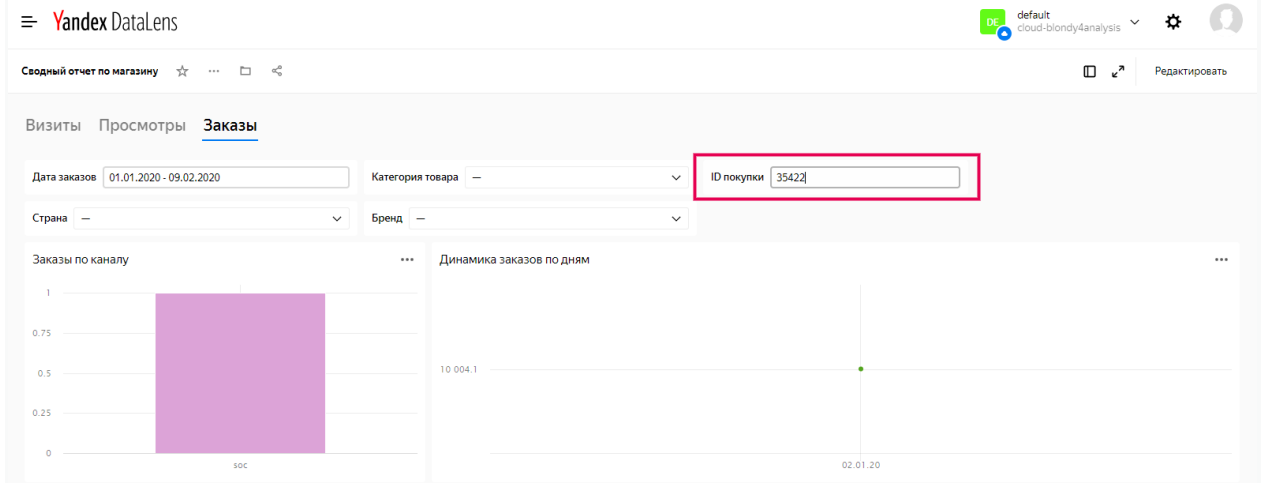 Yandex DataLens
DE
default
cloud-blondy4analysis
Сводный отчет по магазину
Редактировать
Визиты Просмотры Заказы
Дата заказов 01.01.2020 - 09.02.2020
Категория товара —
ID покупки 35422
Страна —
Бренд —
Заказы по каналу
Динамика заказов по дням
1
0.75
0.5
0.25
0
soc
10 004.1
02.01.20